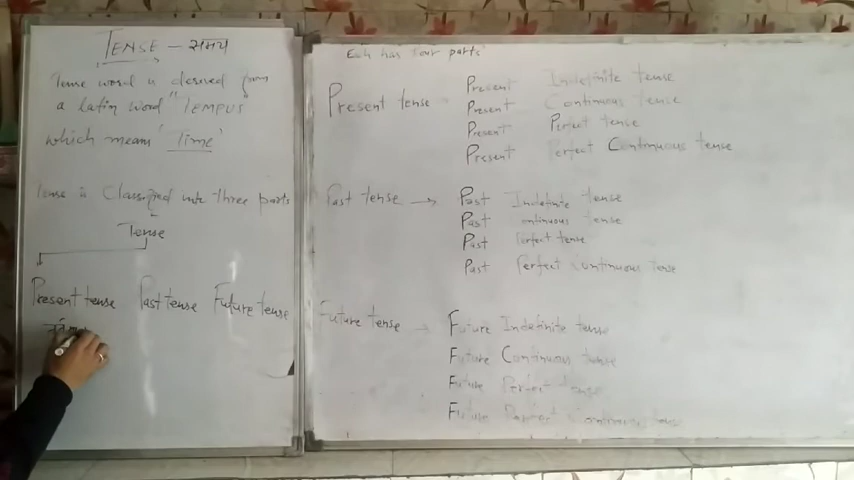 TENSE - समय
Tense word is derived from
a latin word "TEMPUS
which mean 'Time'
Tense is Classified into three parts
Tense
Present tense Past tense Future tense
Each has four parts
Present tense
Present Indefinite tense
Present Continuous tense
Present Perfect tense
Present Perfect Continuous tense
Past tense →
Past Indefinite tense
Past continuous tense
Past Perfect tense
Past Perfect Continuous tense
Future tense →
Future Indefinite tense
Future Continuous tense
Future Perfect tense
Future Perfect Continuous tense